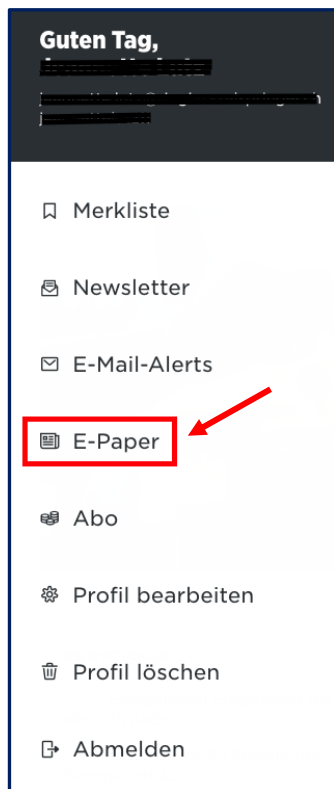 Guten Tag,
Merkliste
Newsletter
E-Mail-Alerts
E-Paper
Abo
Profil bearbeiten
Profil löschen
Abmelden